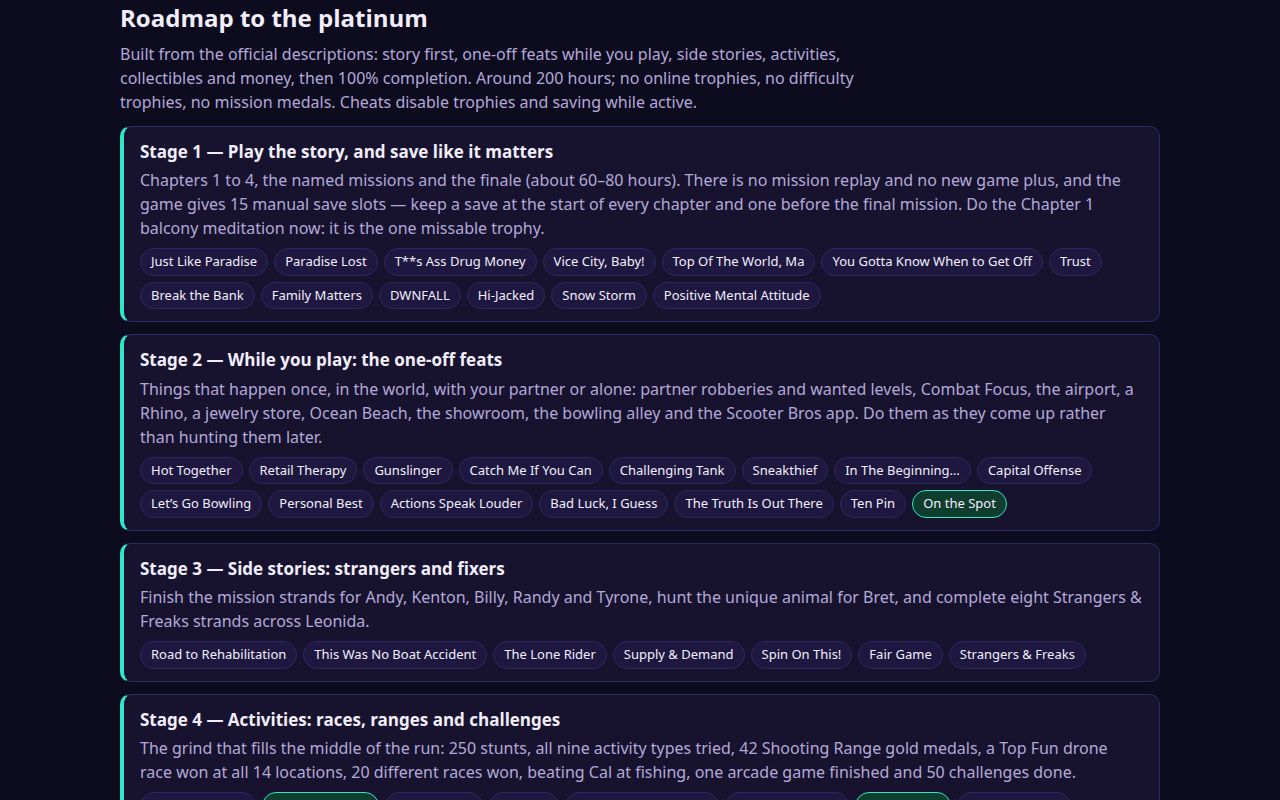 Roadmap to the platinum
Built from the official descriptions: story first, one-off feats while you play, side stories, activities,
collectibles and money, then 100% completion. Around 200 hours; no online trophies, no difficulty
trophies, no mission medals. Cheats disable trophies and saving while active.
Stage 1 — Play the story, and save like it matters
Chapters 1 to 4, the named missions and the finale (about 60–80 hours). There is no mission replay and no new game plus, and the
game gives 15 manual save slots — keep a save at the start of every chapter and one before the final mission. Do the Chapter 1
balcony meditation now: it is the one missable trophy.
Just Like Paradise Paradise Lost T**s Ass Drug Money Vice City, Baby! Top Of The World, Ma You Gotta Know When to Get Off Trust
Break the Bank Family Matters DWNFALL Hi-Jacked Snow Storm Positive Mental Attitude
Stage 2 — While you play: the one-off feats
Things that happen once, in the world, with your partner or alone: partner robberies and wanted levels, Combat Focus, the airport, a
Rhino, a jewelry store, Ocean Beach, the showroom, the bowling alley and the Scooter Bros app. Do them as they come up rather
than hunting them later.
Hot Together Retail Therapy Gunslinger Catch Me If You Can Challenging Tank Sneakthief In The Beginning... Capital Offense
Let's Go Bowling Personal Best Actions Speak Louder Bad Luck, I Guess The Truth Is Out There Ten Pin On the Spot
Stage 3 — Side stories: strangers and fixers
Finish the mission strands for Andy, Kenton, Billy, Randy and Tyrone, hunt the unique animal for Bret, and complete eight Strangers &
Freaks strands across Leonida.
Road to Rehabilitation This Was No Boat Accident The Lone Rider Supply & Demand Spin On This! Fair Game Strangers & Freaks
Stage 4 — Activities: races, ranges and challenges
The grind that fills the middle of the run: 250 stunts, all nine activity types tried, 42 Shooting Range gold medals, a Top Fun drone
race won at all 14 locations, 20 different races won, beating Cal at fishing, one arcade game finished and 50 challenges done.